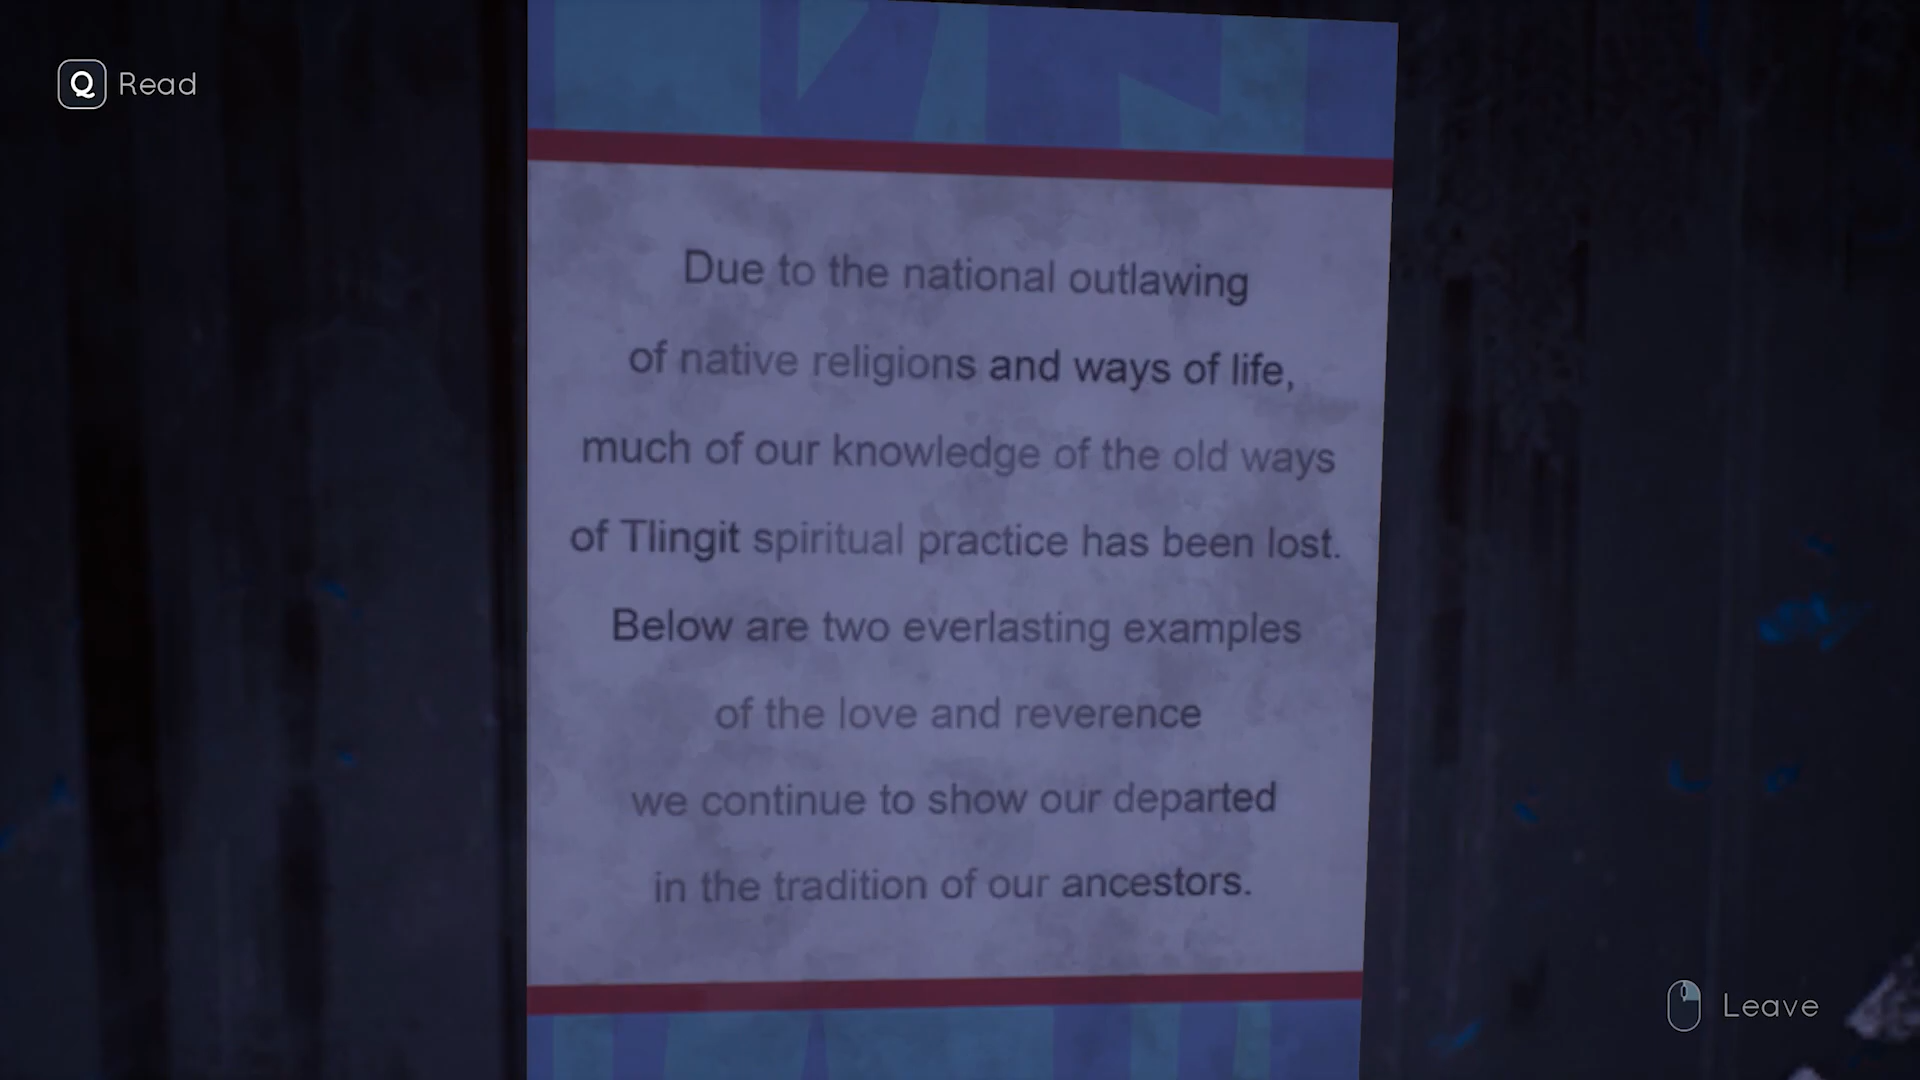 Q Read
Due to the national outlawing
of native religions and ways of life,
much of our knowledge of the old ways
of Tlingit spiritual practice has been lost.
Below are two everlasting examples
of the love and reverence
we continue to show our departed
in the tradition of our ancestors.
Leave